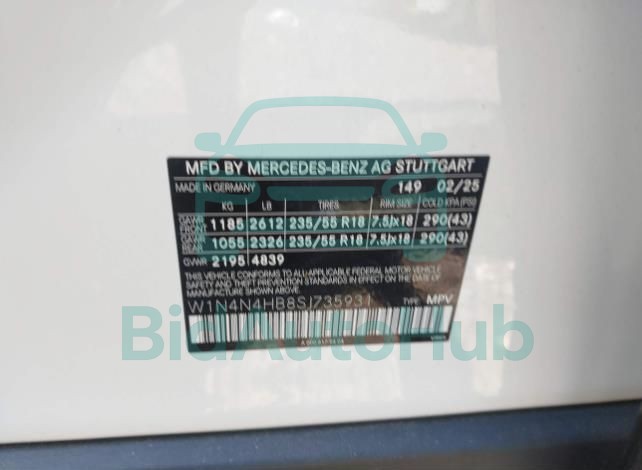 MFD BY MERCEDES-BENZ AG STUTTGART
MADE IN GERMANY 149 02/25
KG LB TIRES RIM SIZE COLD KPA (PSI)
GAWR FRONT 1185 2612 235/55 R18 7.5Jx18 290(43)
GAWR REAR 1055 2326 235/55 R18 7.5Jx18 290(43)
GVWR 2195 4839
THIS VEHICLE CONFORMS TO ALL APPLICABLE FEDERAL MOTOR VEHICLE
SAFETY AND THEFT PREVENTION STANDARDS IN EFFECT ON THE DATE OF
MANUFACTURE SHOWN ABOVE.
W1N4N4HB8SJ735931 TYPE: MPV
BidAutoHub